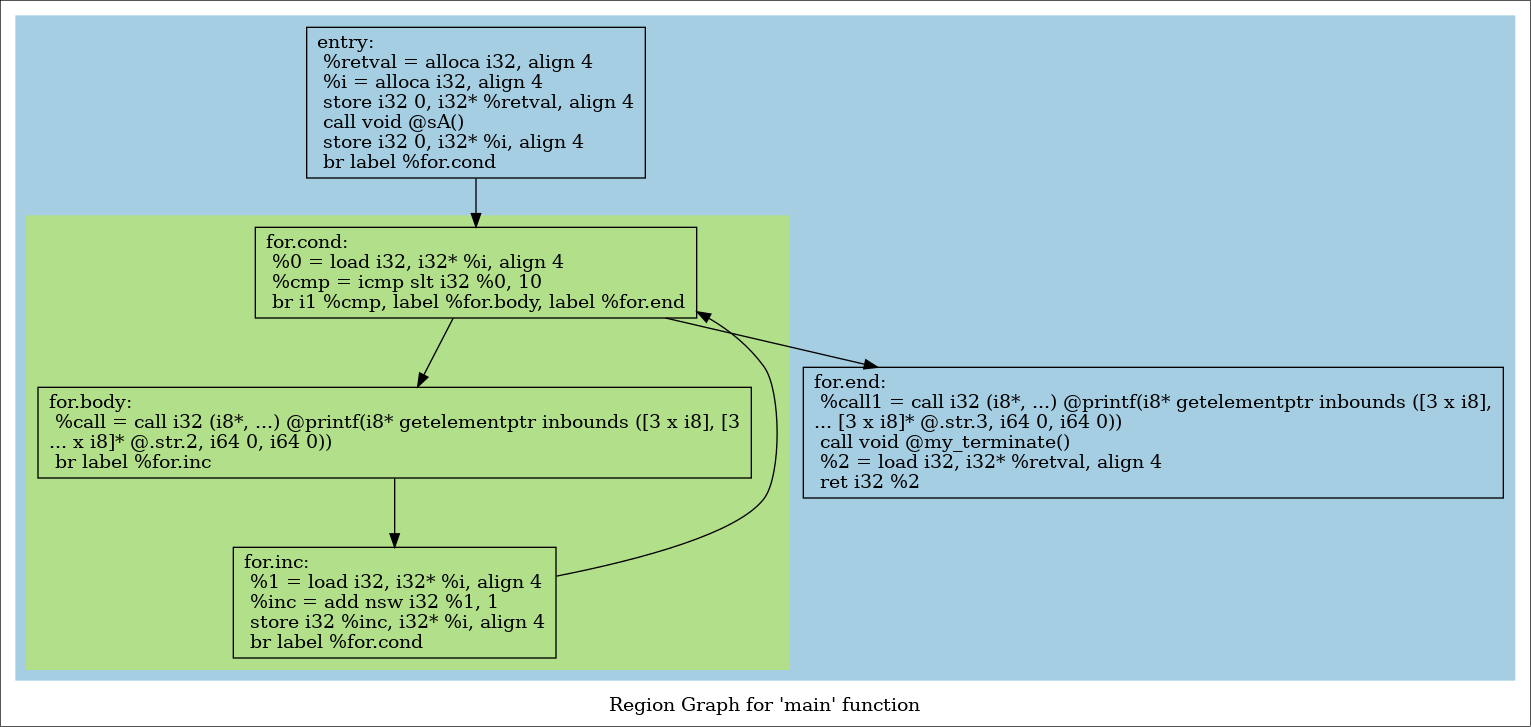 entry:
%retval = alloca i32, align 4
%i = alloca i32, align 4
store i32 0, i32* %retval, align 4
call void @sA()
store i32 0, i32* %i, align 4
br label %for.cond
for.cond:
%0 = load i32, i32* %i, align 4
%cmp = icmp slt i32 %0, 10
br i1 %cmp, label %for.body, label %for.end
for.body:
%call = call i32 (i8*, ...) @printf(i8* getelementptr inbounds ([3 x i8], [3
... x i8]* @.str.2, i64 0, i64 0))
br label %for.inc
for.inc:
%1 = load i32, i32* %i, align 4
%inc = add nsw i32 %1, 1
store i32 %inc, i32* %i, align 4
br label %for.cond
for.end:
%call1 = call i32 (i8*, ...) @printf(i8* getelementptr inbounds ([3 x i8],
... [3 x i8]* @.str.3, i64 0, i64 0))
call void @my_terminate()
%2 = load i32, i32* %retval, align 4
ret i32 %2
Region Graph for 'main' function